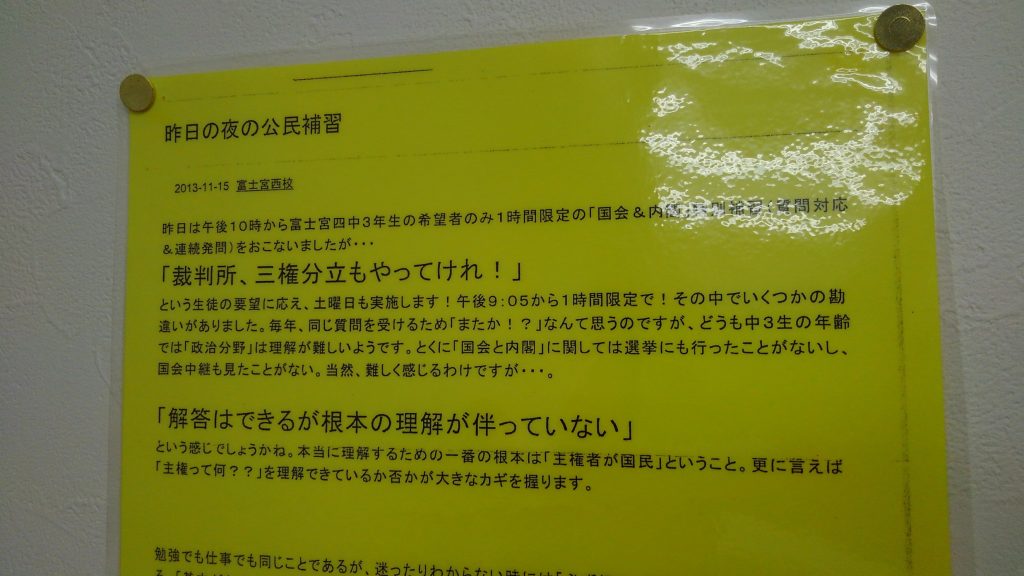 昨日の夜の公民補習
2013-11-15 富士宮西校
昨日は午後10時から富士宮四中3年生の希望者のみ1時間限定の「国会&内閣」特別補習(質問対応
&連続発問)をおこないましたが・・・
「裁判所、三権分立もやってけれ!」
という生徒の要望に応え、土曜日も実施します!午後9:05から1時間限定で!その中でいくつかの勘
違いがありました。毎年、同じ質問を受けるため「またか!?」なんて思うのですが、どうも中3生の年齢
では「政治分野」は理解が難しいようです。とくに「国会と内閣」に関しては選挙にも行ったことがないし、
国会中継も見たことがない。当然、難しく感じるわけですが・・・。
「解答はできるが根本の理解が伴っていない」
という感じでしょうかね。本当に理解するための一番の根本は「主権者が国民」ということ。更に言えば
「主権って何??」を理解できているか否かが大きなカギを握ります。
勉強でも仕事でも同じことであるが、迷ったりわからない時には